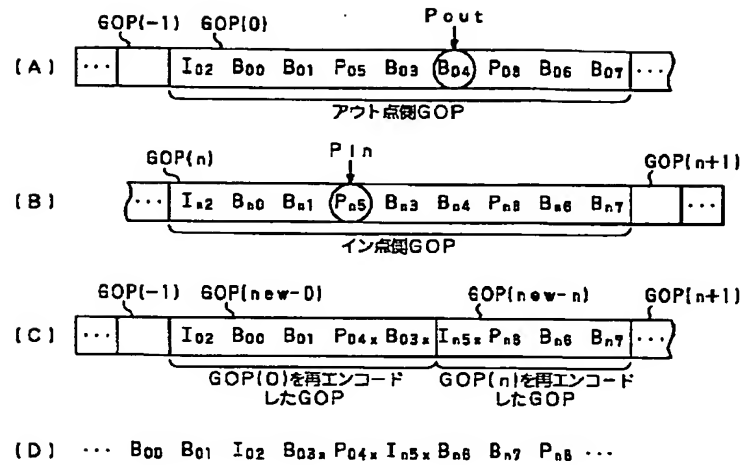 GOP(-1) GOP(0) Pout
(A) ... I02 B00 B01 P05 B03 B04 P08 B06 B07 ...
アウト点側GOP
GOP(n) Pin GOP(n+1)
(B) ... In2 Bn0 Bn1 Pn5 Bn3 Bn4 Pn8 Bn6 Bn7 ...
イン点側GOP
GOP(-1) GOP(new-0) GOP(new-n) GOP(n+1)
(C) ... I02 B00 B01 P04x B03x In5x Pn8 Bn6 Bn7 ...
GOP(0)を再エンコード GOP(n)を再エンコード
したGOP したGOP
(D) ... B00 B01 I02 B03x P04x In5x Bn6 Bn7 Pn8 ...